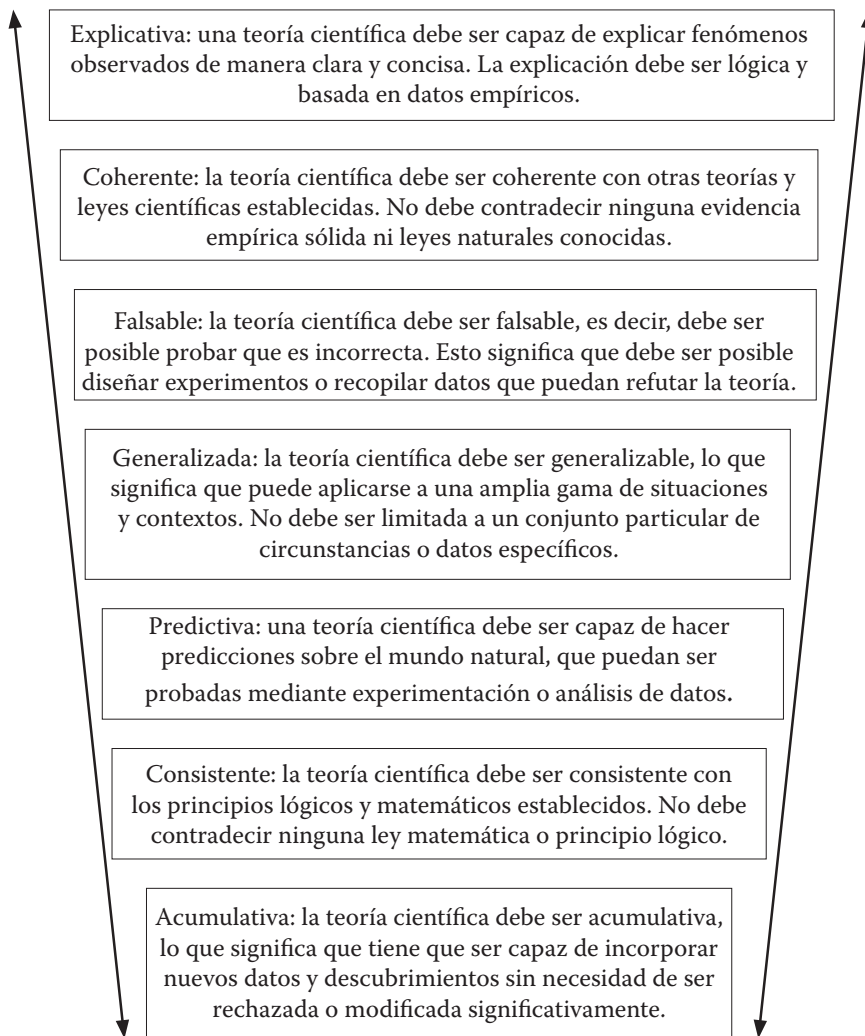 Explicativa: una teoría científica debe ser capaz de explicar fenómenos
observados de manera clara y concisa. La explicación debe ser lógica y
basada en datos empíricos.
Coherente: la teoría científica debe ser coherente con otras teorías y
leyes científicas establecidas. No debe contradecir ninguna evidencia
empírica sólida ni leyes naturales conocidas.
Falsable: la teoría científica debe ser falsable, es decir, debe ser
posible probar que es incorrecta. Esto significa que debe ser posible
diseñar experimentos o recopilar datos que puedan refutar la teoría.
Generalizada: la teoría científica debe ser generalizable, lo que
significa que puede aplicarse a una amplia gama de situaciones
y contextos. No debe ser limitada a un conjunto particular de
circunstancias o datos específicos.
Predictiva: una teoría científica debe ser capaz de hacer
predicciones sobre el mundo natural, que puedan ser
probadas mediante experimentación o análisis de datos.
Consistente: la teoría científica debe ser consistente con
los principios lógicos y matemáticos establecidos. No debe
contradecir ninguna ley matemática o principio lógico.
Acumulativa: la teoría científica debe ser acumulativa,
lo que significa que tiene que ser capaz de incorporar
nuevos datos y descubrimientos sin necesidad de ser
rechazada o modificada significativamente.